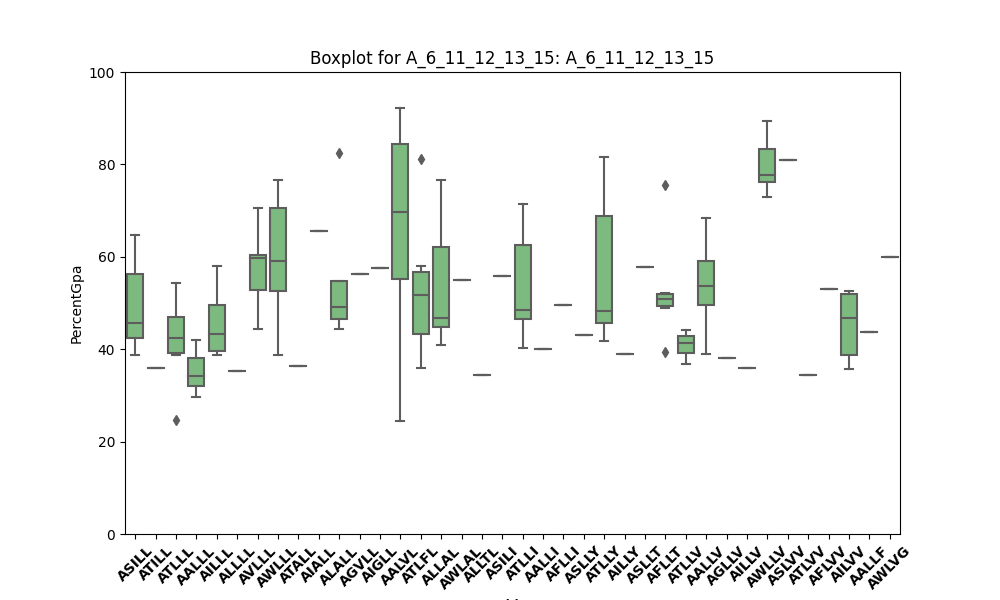 Boxplot for A_6_11_12_13_15: A_6_11_12_13_15
100
80
60
40
20
0
PercentGpa
ASILL ATILL ATLLL AALLL AILLL ALLLL AVLLL AWLLL ATALL AIALL ALALL AGVLL AIGLL AALVL ATLFL ALLAL AWLAL ALLTL ASILI ATLLI AALLI AFLLI ASLLY ATLLY AILLY ASLLT AFLLT ATLLV AALLV AGLLV AILLV AWLLV ASLVV ATLVV AFLVV AILVV AALLF AWLVG